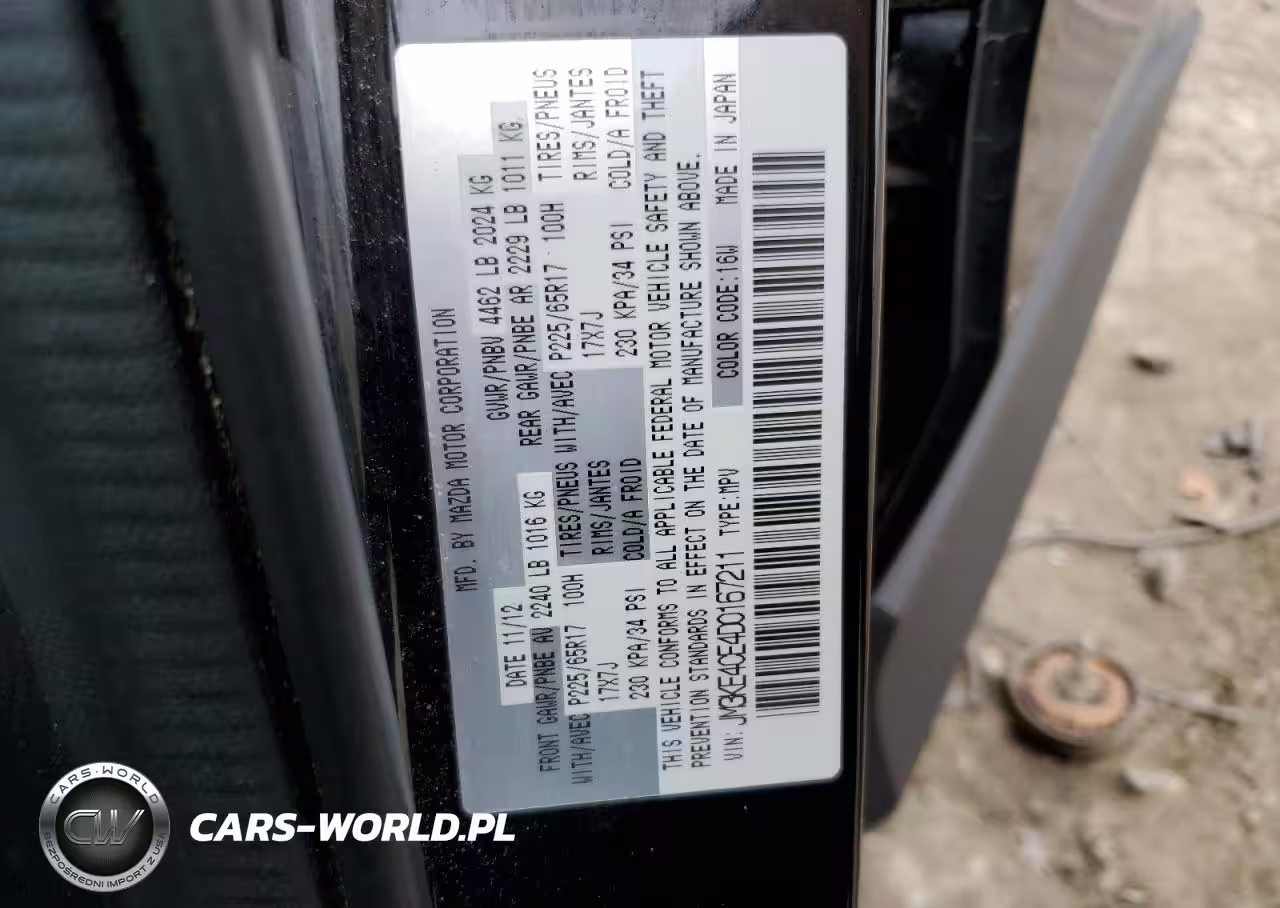 MFD. BY MAZDA MOTOR CORPORATION
DATE 11/12 GVWR/PNBV 4462 LB 2024 KG
FRONT GAWR/PNBE AV 2240 LB 1016 KG REAR GAWR/PNBE AR 2229 LB 1011 KG
WITH/AVEC P225/65R17 100H TIRES/PNEUS WITH/AVEC P225/65R17 100H TIRES/PNEUS
17X7J RIMS/JANTES 17X7J RIMS/JANTES
230 KPA/34 PSI COLD/A FROID 230 KPA/34 PSI COLD/A FROID
THIS VEHICLE CONFORMS TO ALL APPLICABLE FEDERAL MOTOR VEHICLE SAFETY AND THEFT
PREVENTION STANDARDS IN EFFECT ON THE DATE OF MANUFACTURE SHOWN ABOVE.
VIN: JM3KE4CE4D0167211 TYPE:MPV COLOR CODE:16W MADE IN JAPAN
CARS-WORLD
CW
BEZPOŚREDNI IMPORT Z USA
CARS-WORLD.PL